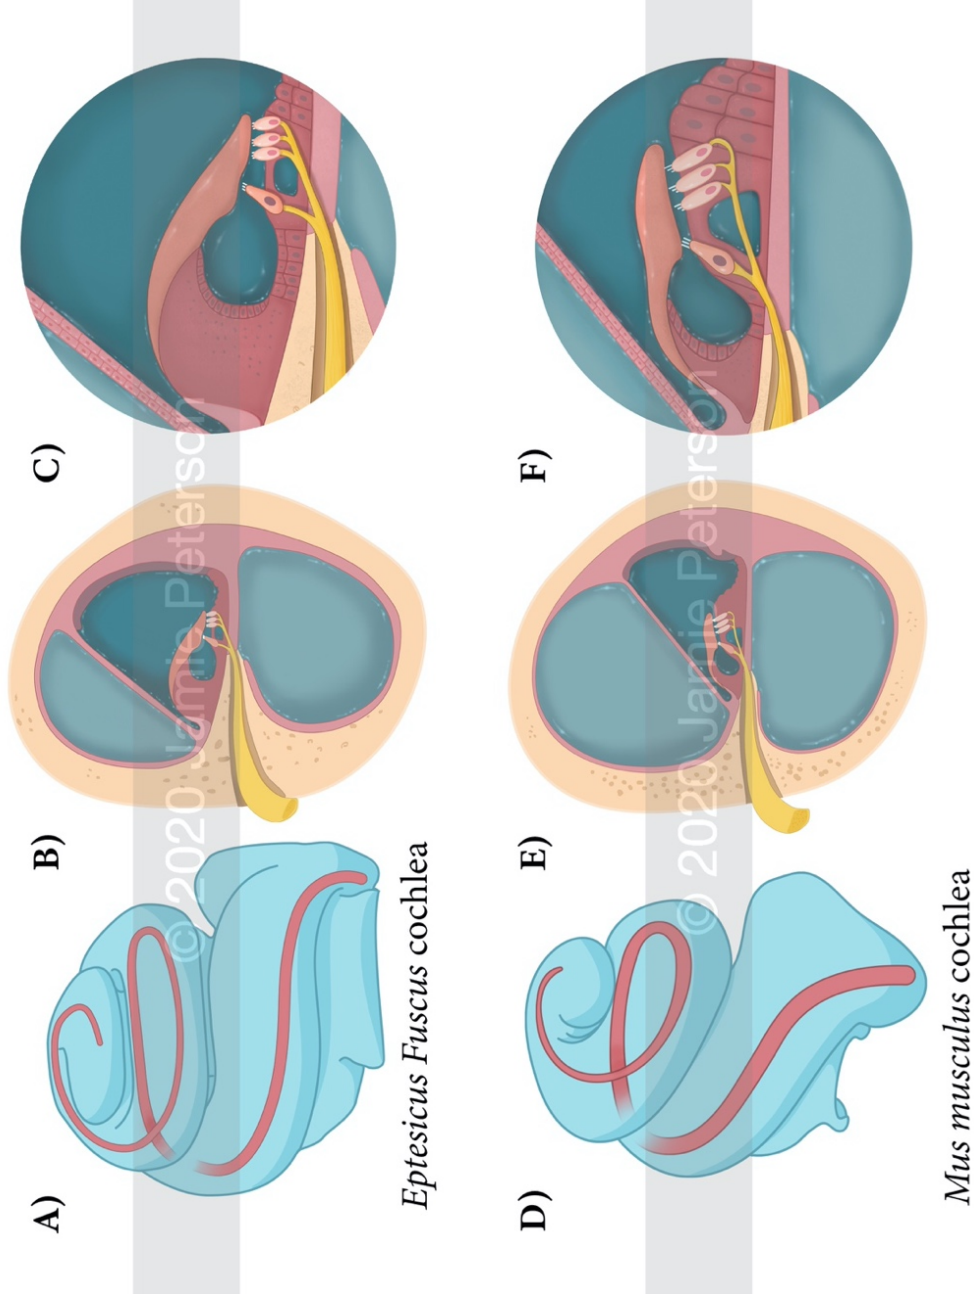 A)
B)
C)
Eptesicus Fuscus cochlea
© 2020 Jamie Peterson
D)
E)
F)
Mus musculus cochlea
© 2020 Jamie Peterson